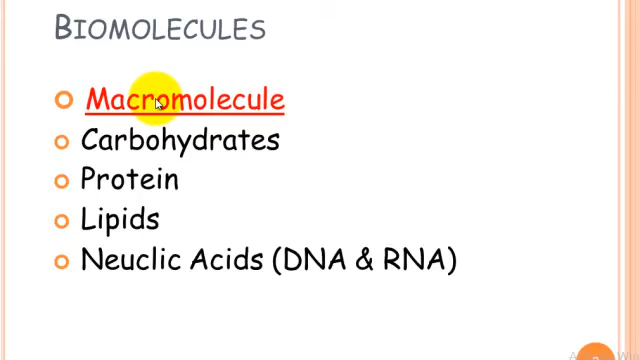 BIOMOLECULES
Macromolecule
Carbohydrates
Protein
Lipids
Neuclic Acids (DNA & RNA)